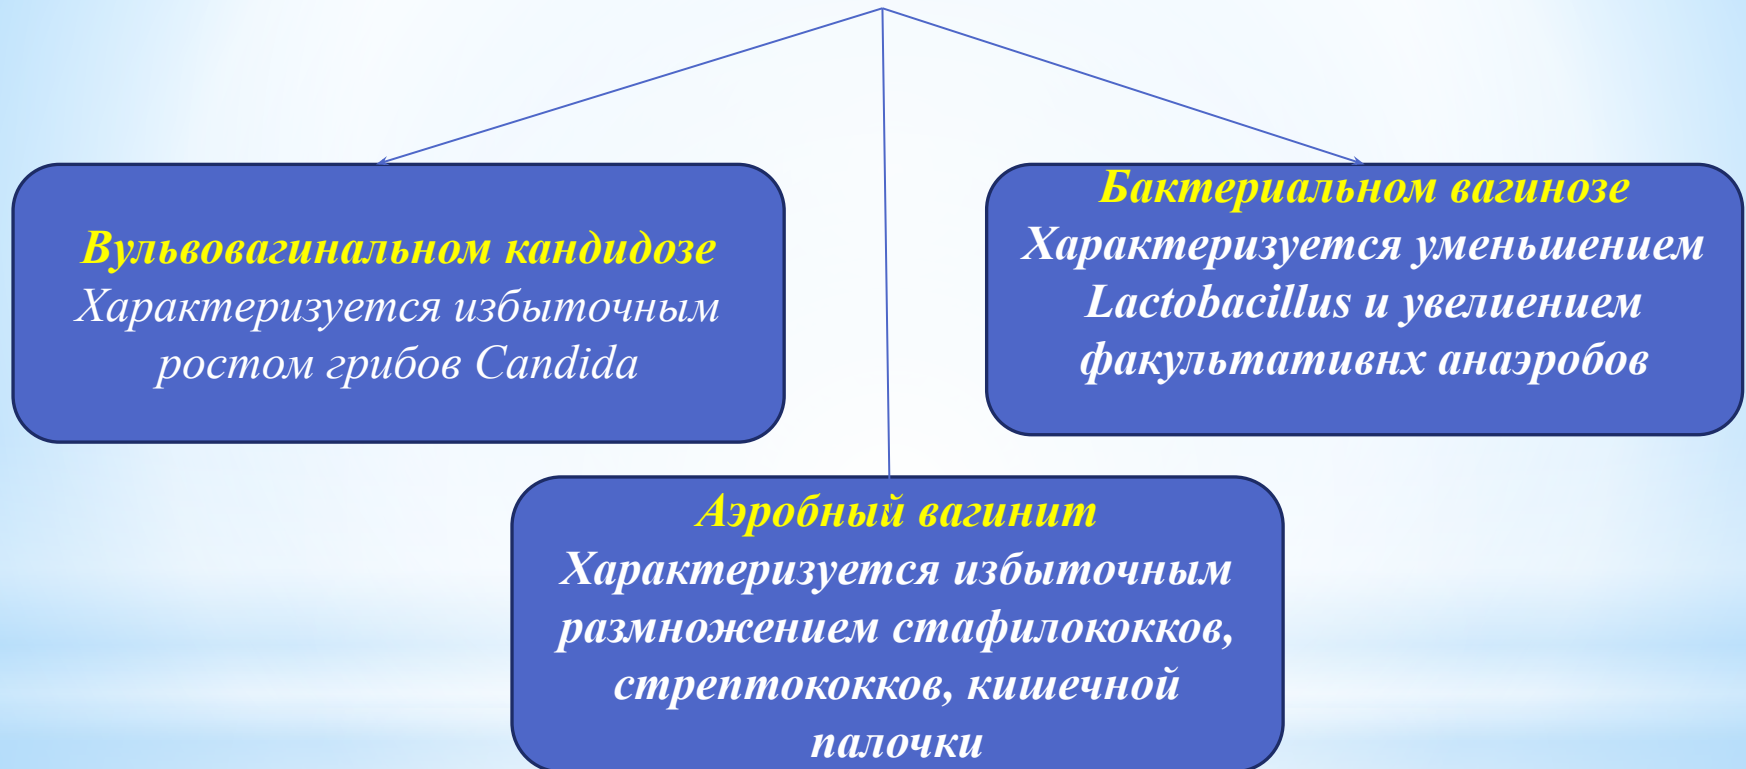 Вульвовагинальном кандидозе
Характеризуется избыточным
ростом грибов Candida
Бактериальном вагинозе
Характеризуется уменьшением
Lactobacillus и увелиением
факультативнх анаэробов
Аэробный вагинит
Характеризуется избыточным
размножением стафилококков,
стрептококков, кишечной
палочки